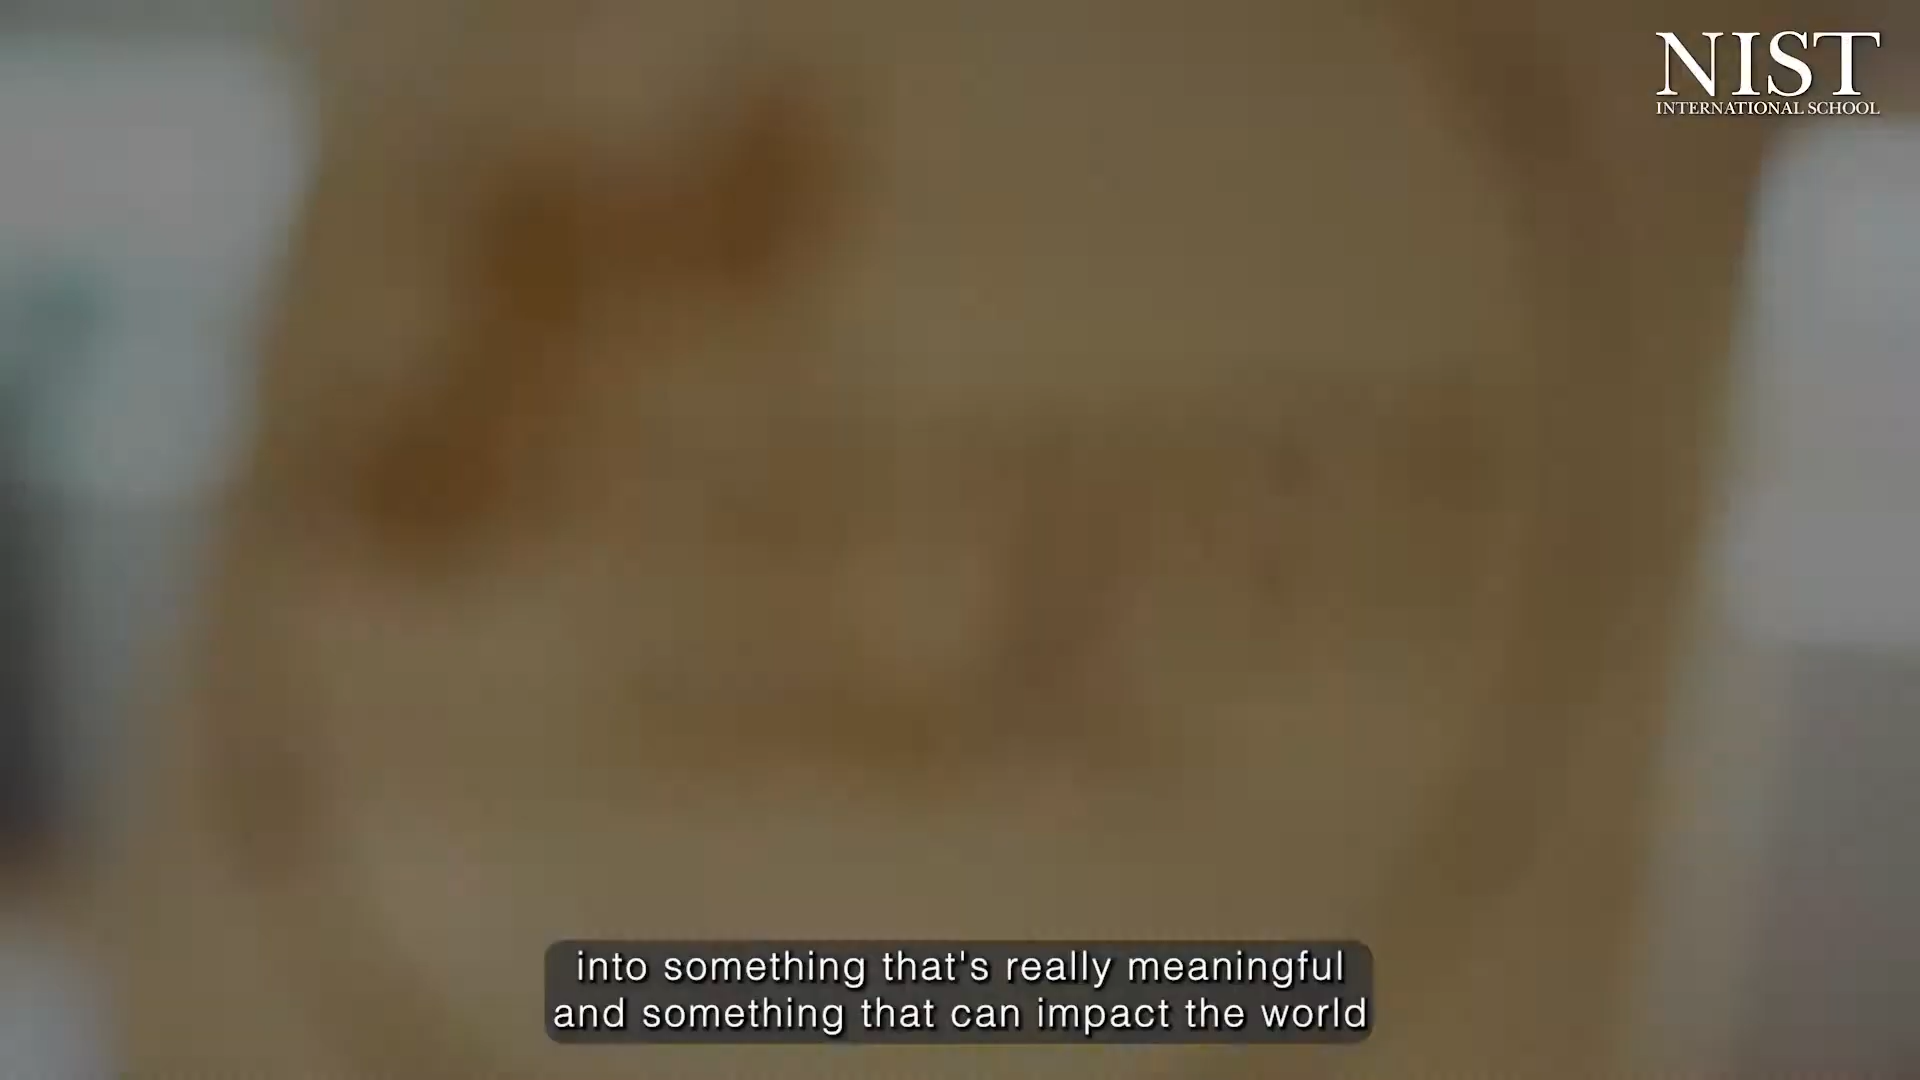 NIST
INTERNATIONAL SCHOOL
into something that's really meaningful
and something that can impact the world